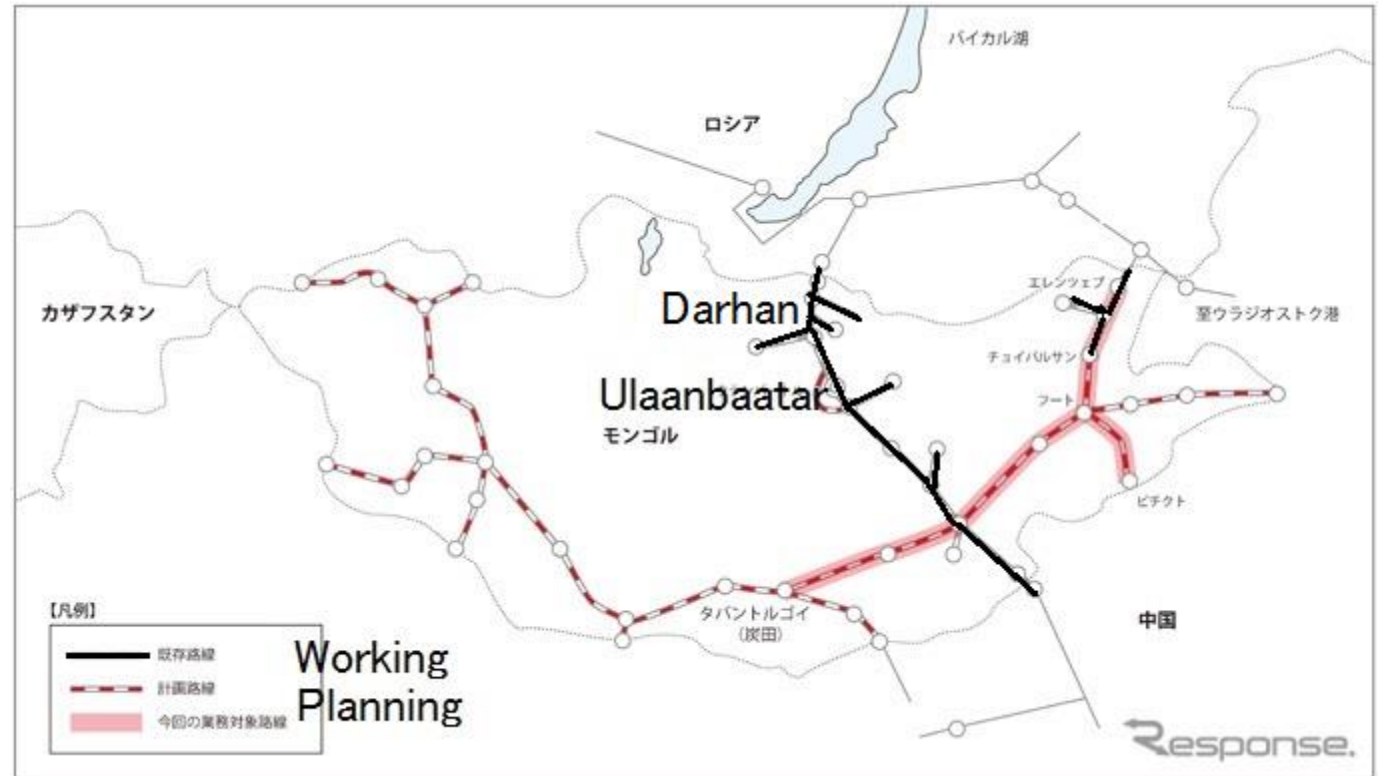 バイカル湖
ロシア
カザフスタン
Darhan
エレンツェブ
至ウラジオストク港
チョイバルサン
Ulaanbaatar
フート
モンゴル
ビチクト
タバントルゴイ
（炭田）
中国
【凡例】
既存路線
Working
計画路線
Planning
今回の業務対象路線
Response.